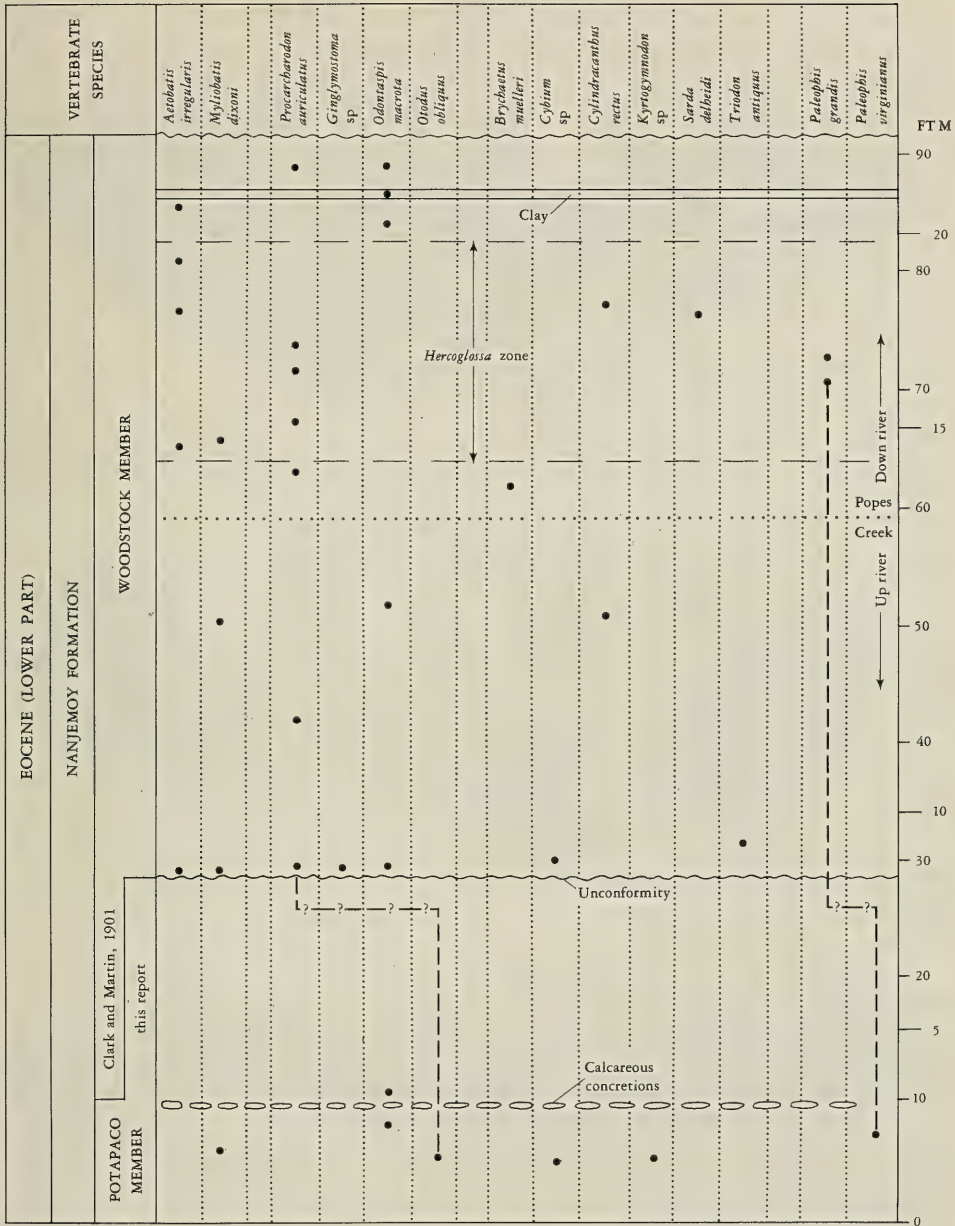 VERTEBRATE
SPECIES
Aetobatis
irregularis
Myliobatis
dixoni
Procarcharodon
auriculatus
Ginglymostoma
sp
Odontaspis
macrota
Otodus
obliquus
Brychaetus
muelleri
Cybium
sp
Cylindracanthus
rectus
Kyrtogymnodon
sp
Sarda
delheidi
Triodon
antiquus
Paleophis
grandis
Paleophis
virginianus
FT M
90
Clay
20
80
Hercoglossa zone
70
15
Down river
Popes
60
Creek
Up river
50
40
10
30
Unconformity
? ? ? ?
? ?
20
5
Calcareous
concretions
10
0
EOCENE (LOWER PART)
NANJEMOY FORMATION
WOODSTOCK MEMBER
Clark and Martin, 1901
this report
POTAPACO
MEMBER